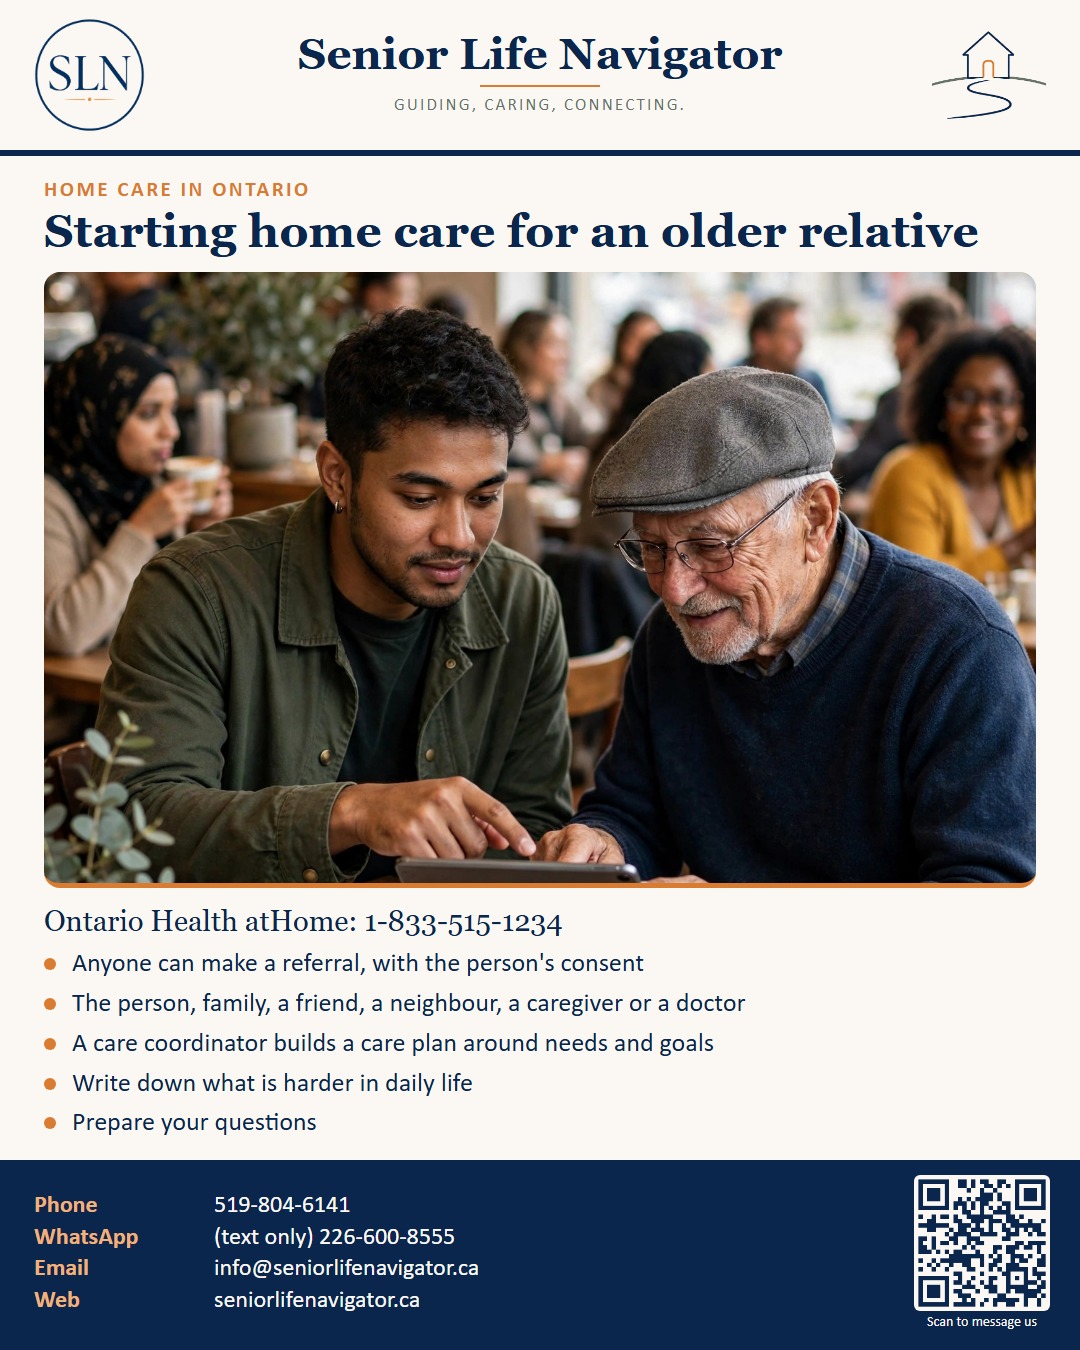 SLN
Senior Life Navigator
GUIDING, CARING, CONNECTING.
HOME CARE IN ONTARIO
Starting home care for an older relative
Ontario Health atHome: 1-833-515-1234
Anyone can make a referral, with the person's consent
The person, family, a friend, a neighbour, a caregiver or a doctor
A care coordinator builds a care plan around needs and goals
Write down what is harder in daily life
Prepare your questions
Phone 519-804-6141
WhatsApp (text only) 226-600-8555
Email info@seniorlifenavigator.ca
Web seniorlifenavigator.ca
Scan to message us